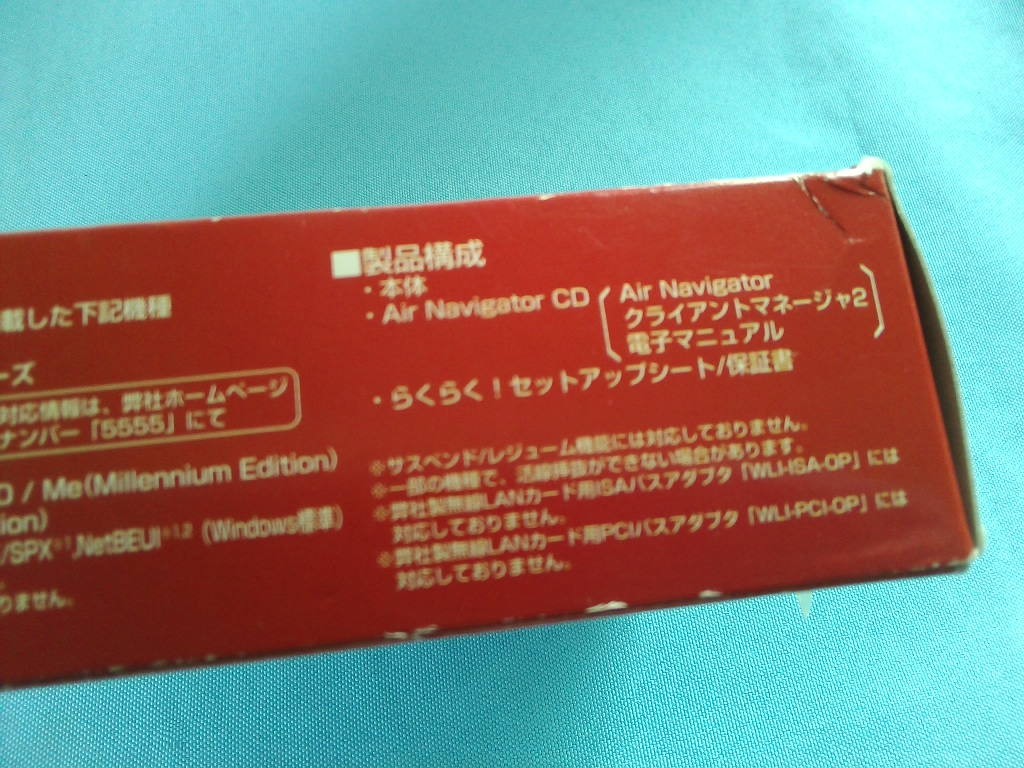 載した下記機種
ーズ
対応情報は、弊社ホームページ
ナンバー「5555」にて
/ Me(Millennium Edition)
/SPX※1,NetBEUI※1,2 (Windows標準)
りません。
■製品構成
・本体
・Air Navigator CD
Air Navigator
クライアントマネージャ2
電子マニュアル
・らくらく!セットアップシート/保証書
※サスペンド/レジューム機能には対応しておりません。
※一部の機種で、活線挿抜ができない場合があります。
※弊社製無線LANカード用ISAバスアダプタ「WLI-ISA-OP」には
対応しておりません。
※弊社製無線LANカード用PCIバスアダプタ「WLI-PCI-OP」には
対応しておりません。